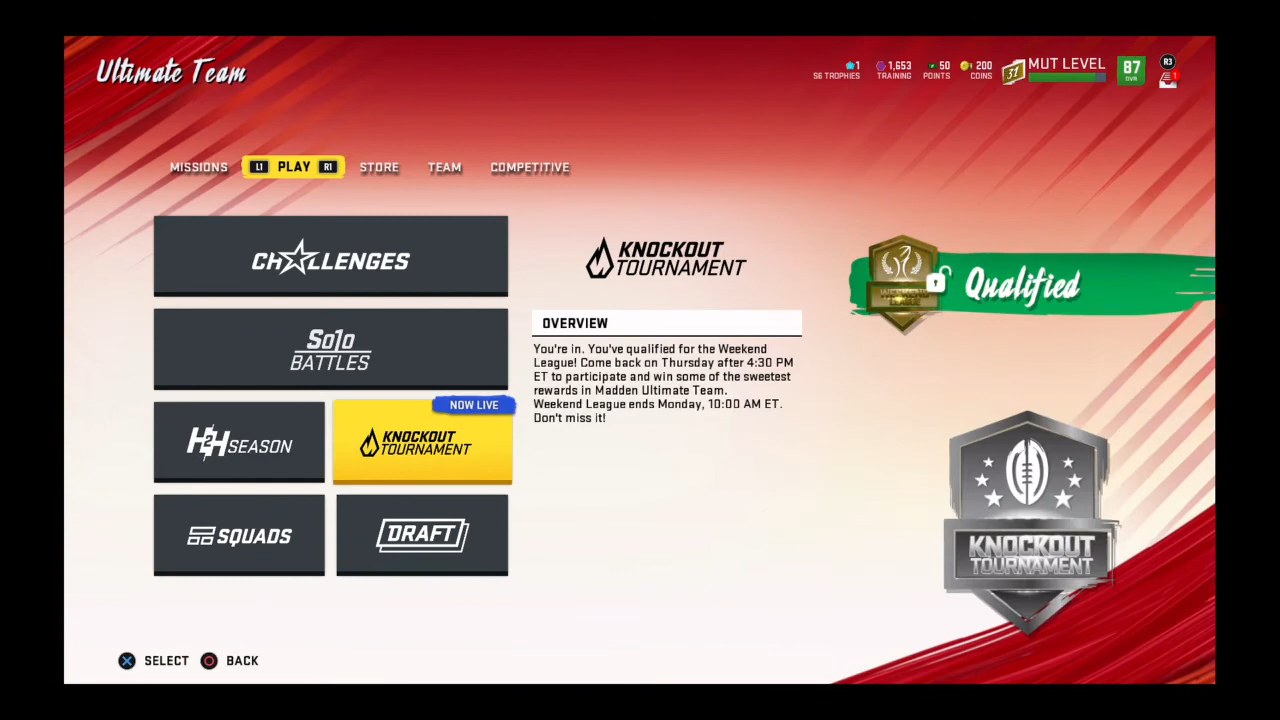 Ultimate Team
1
S6 TROPHIES
1,653
TRAINING
50
POINTS
200
COINS
31
MUT LEVEL
87
OVR
R3
1
MISSIONS
L1 PLAY R1
STORE
TEAM
COMPETITIVE
CHALLENGES
Solo
BATTLES
H2H SEASON
NOW LIVE
KNOCKOUT
TOURNAMENT
SQUADS
DRAFT
KNOCKOUT
TOURNAMENT
OVERVIEW
You're in. You've qualified for the Weekend
League! Come back on Thursday after 4:30 PM
ET to participate and win some of the sweetest
rewards in Madden Ultimate Team.
Weekend League ends Monday, 10:00 AM ET.
Don't miss it!
WEEKEND
LEAGUE
Qualified
KNOCKOUT
TOURNAMENT
SELECT
BACK